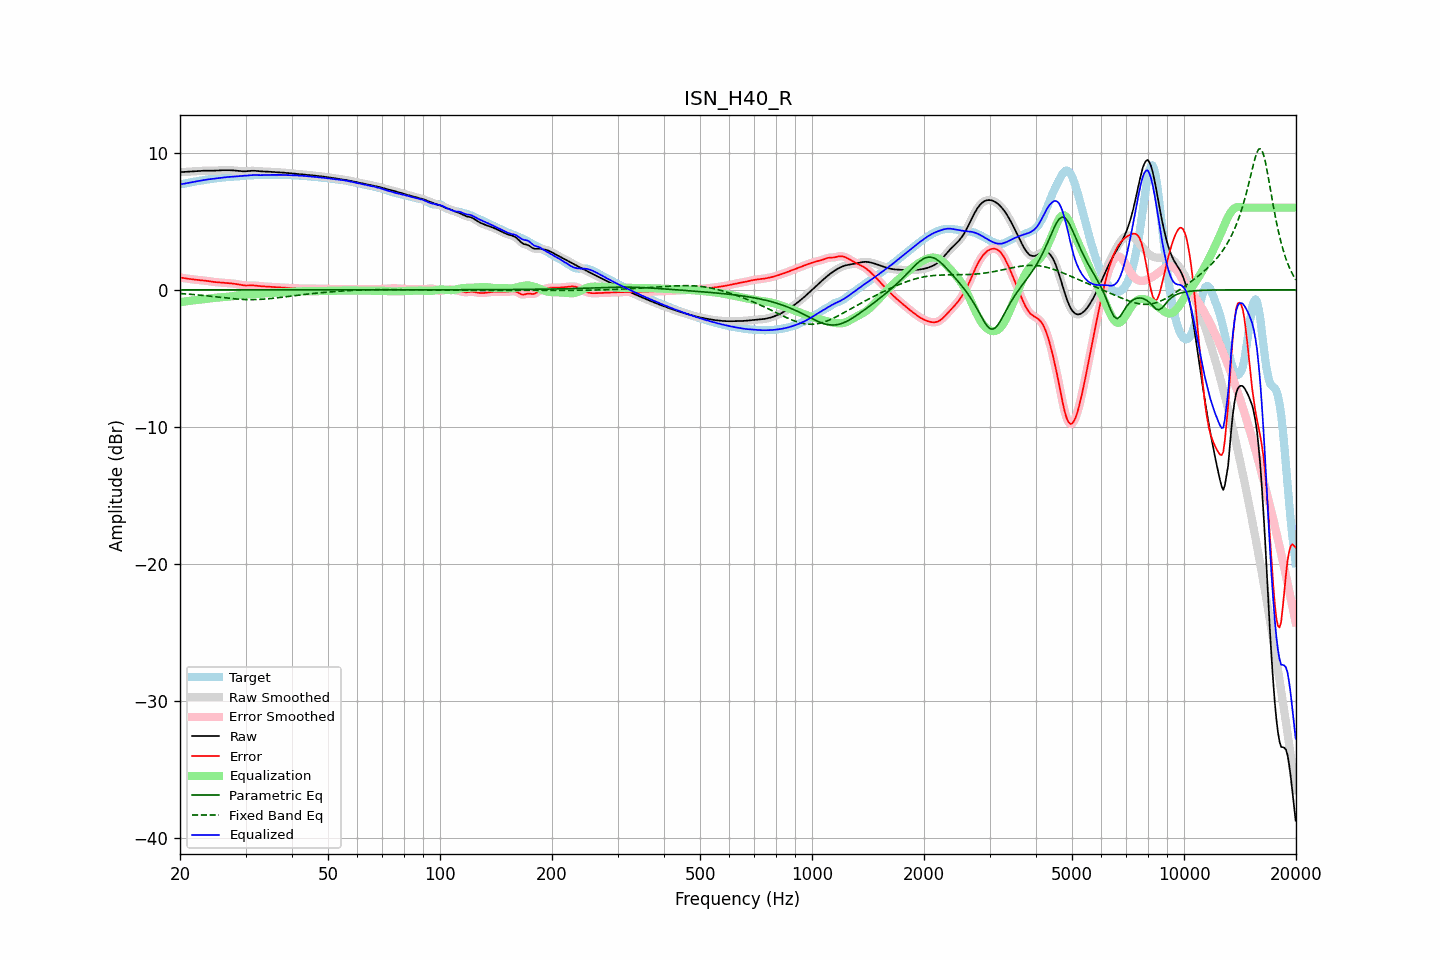 ISN_H40_R
Amplitude (dBr)
10
0
−10
−20
−30
−40
Target
Raw Smoothed
Error Smoothed
Raw
Error
Equalization
Parametric Eq
Fixed Band Eq
Equalized
20 50 100 200 500 1000 2000 5000 10000 20000
Frequency (Hz)